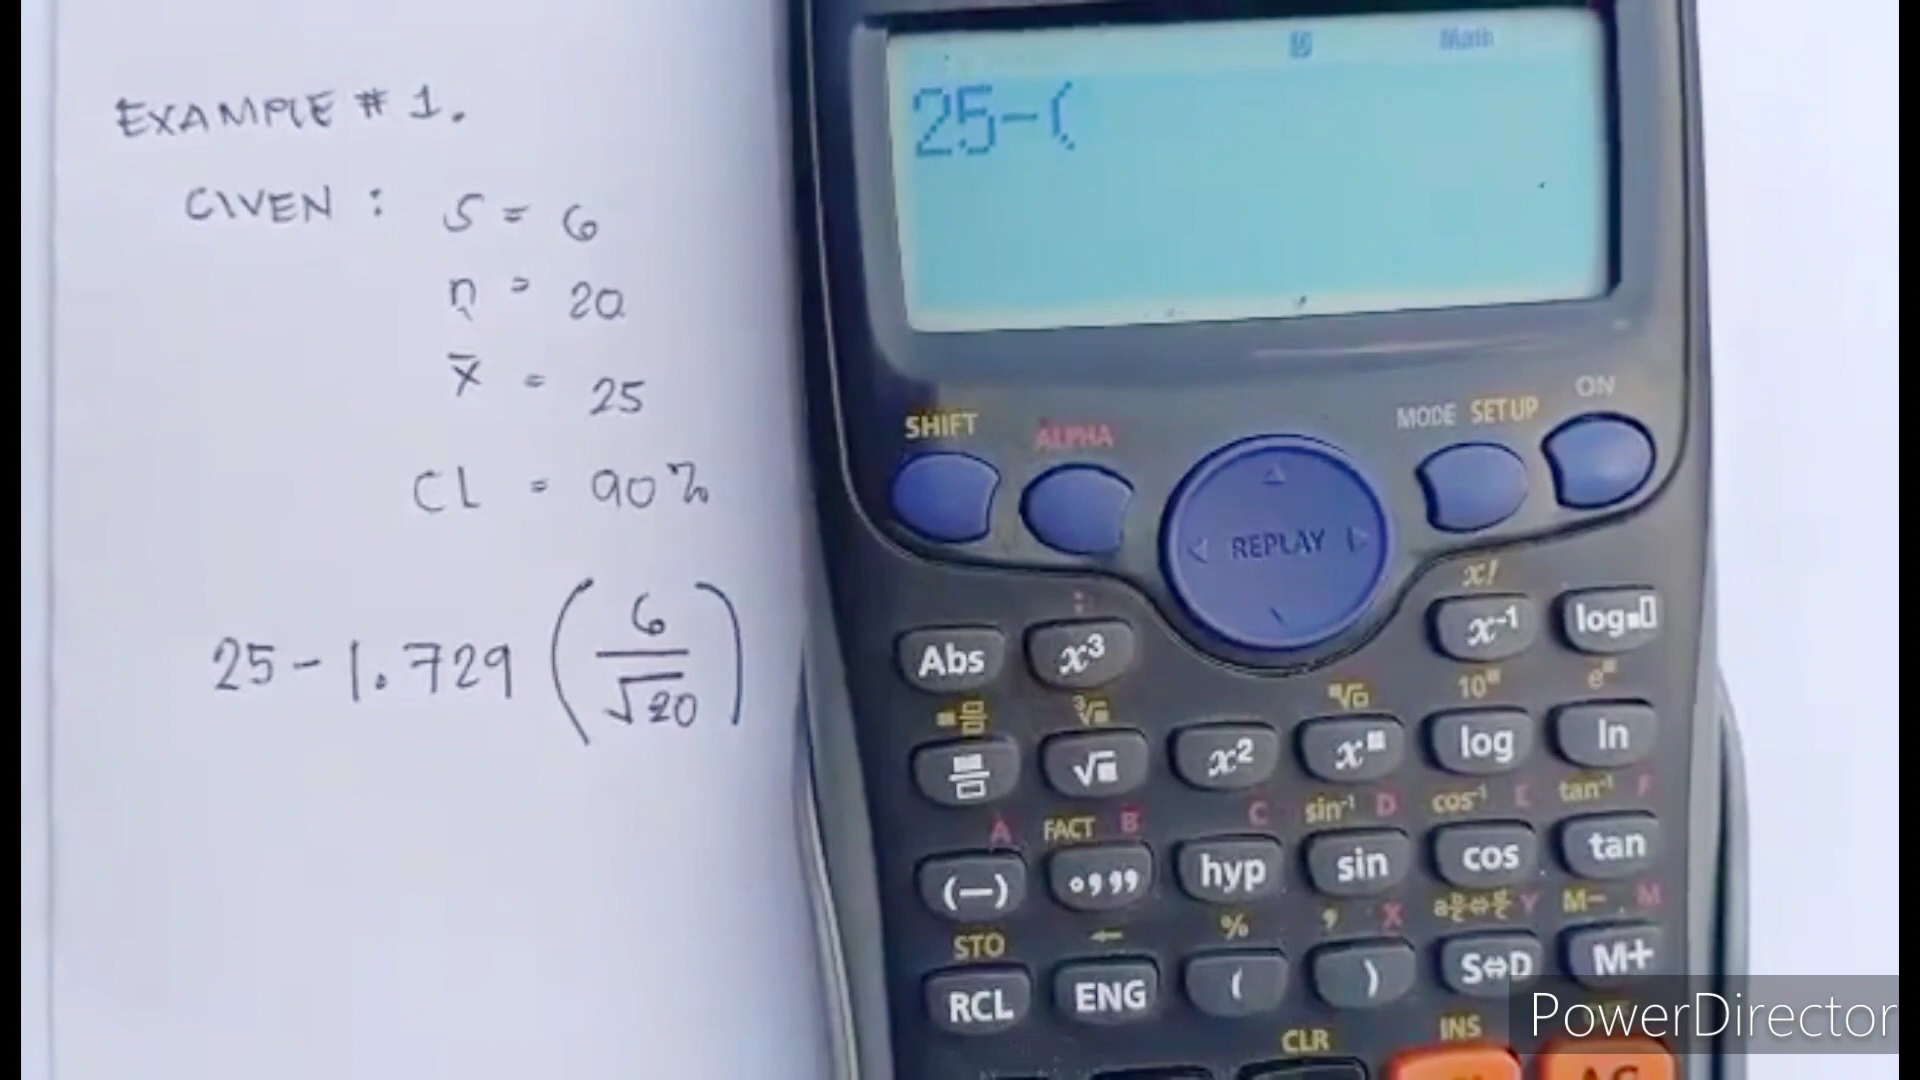 EXAMPLE # 1.
GIVEN : S = 6
n = 20
x̄ = 25
CL = 90%
25 - 1.729 (6/√20)
D Math
25-(
SHIFT ALPHA MODE SETUP ON
REPLAY
: x!
Abs x³ x⁻¹ log▪▯
▪▯/▯ ³√▪ ▪√▯ 10▪ e▪
▪/▯ √▪ x² x▪ log ln
A FACT B C sin⁻¹ D cos⁻¹ E tan⁻¹ F
(—) °,,, hyp sin cos tan
STO ← % , X a b/c⇔d/c Y M− M
RCL ENG ( ) S⇔D M+
CLR INS
AC
PowerDirector